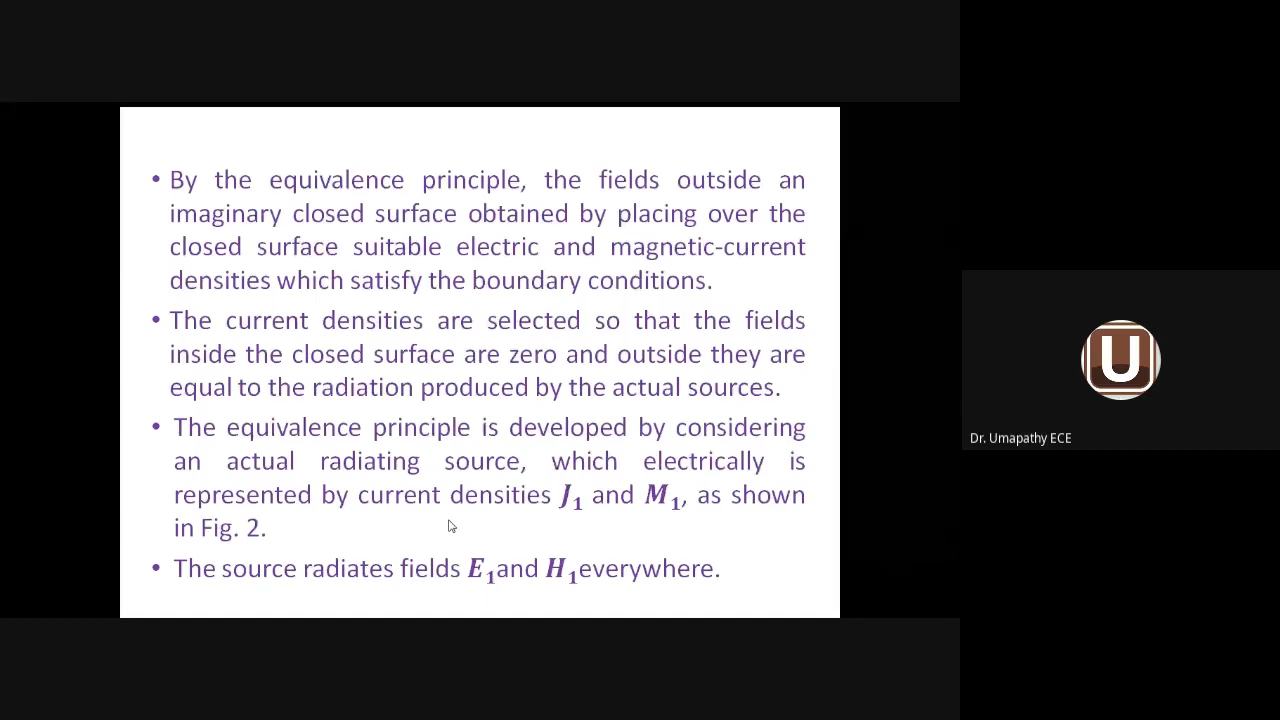 • By the equivalence principle, the fields outside an
imaginary closed surface obtained by placing over the
closed surface suitable electric and magnetic-current
densities which satisfy the boundary conditions.
• The current densities are selected so that the fields
inside the closed surface are zero and outside they are
equal to the radiation produced by the actual sources.
• The equivalence principle is developed by considering
an actual radiating source, which electrically is
represented by current densities J₁ and M₁, as shown
in Fig. 2.
• The source radiates fields E₁and H₁everywhere.
U
Dr. Umapathy ECE